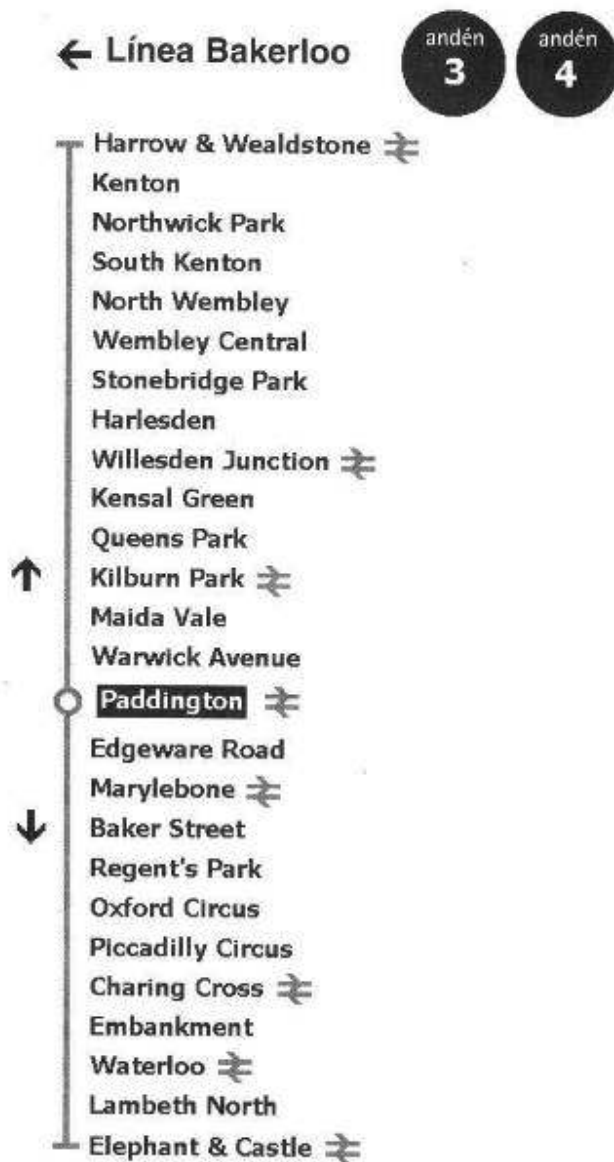 ← Línea Bakerloo
andén
3
andén
4
Harrow & Wealdstone
Kenton
Northwick Park
South Kenton
North Wembley
Wembley Central
Stonebridge Park
Harlesden
Willesden Junction
Kensal Green
Queens Park
Kilburn Park
Maida Vale
Warwick Avenue
Paddington
Edgeware Road
Marylebone
Baker Street
Regent's Park
Oxford Circus
Piccadilly Circus
Charing Cross
Embankment
Waterloo
Lambeth North
Elephant & Castle